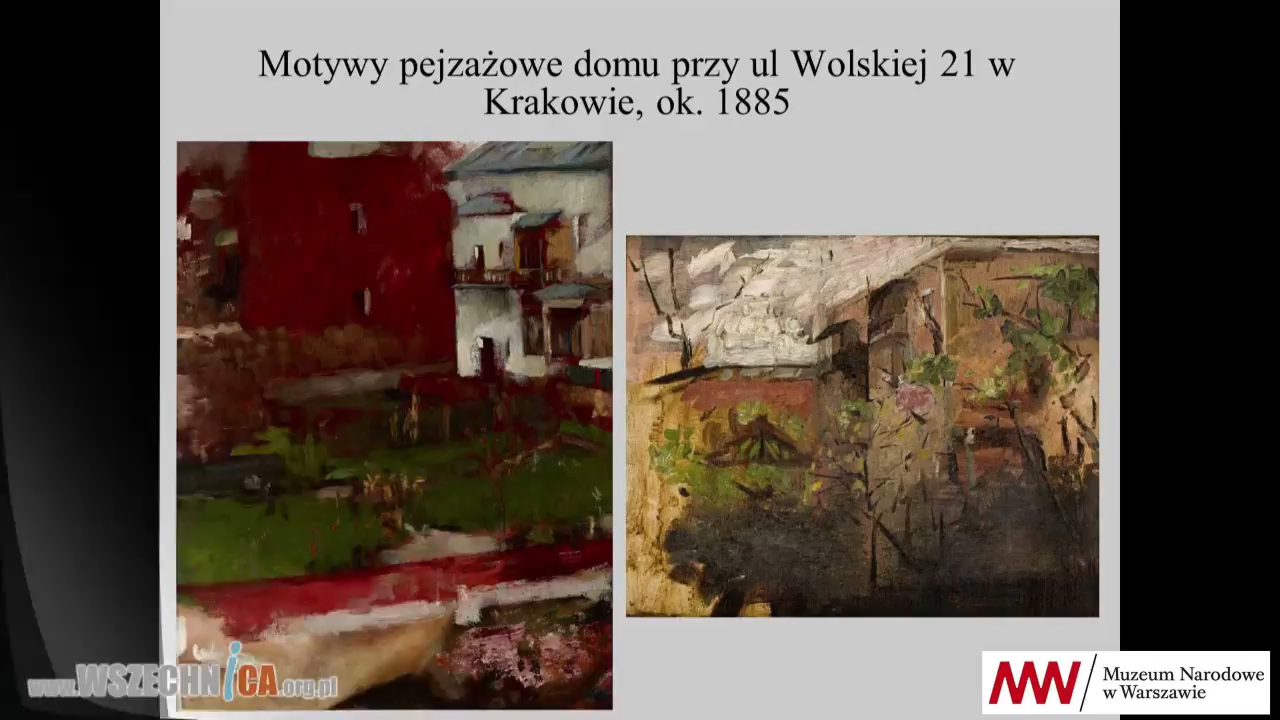 Motywy pejzażowe domu przy ul Wolskiej 21 w
Krakowie, ok. 1885
www.WSZECHNICA.org.pl
Muzeum Narodowe
w Warszawie